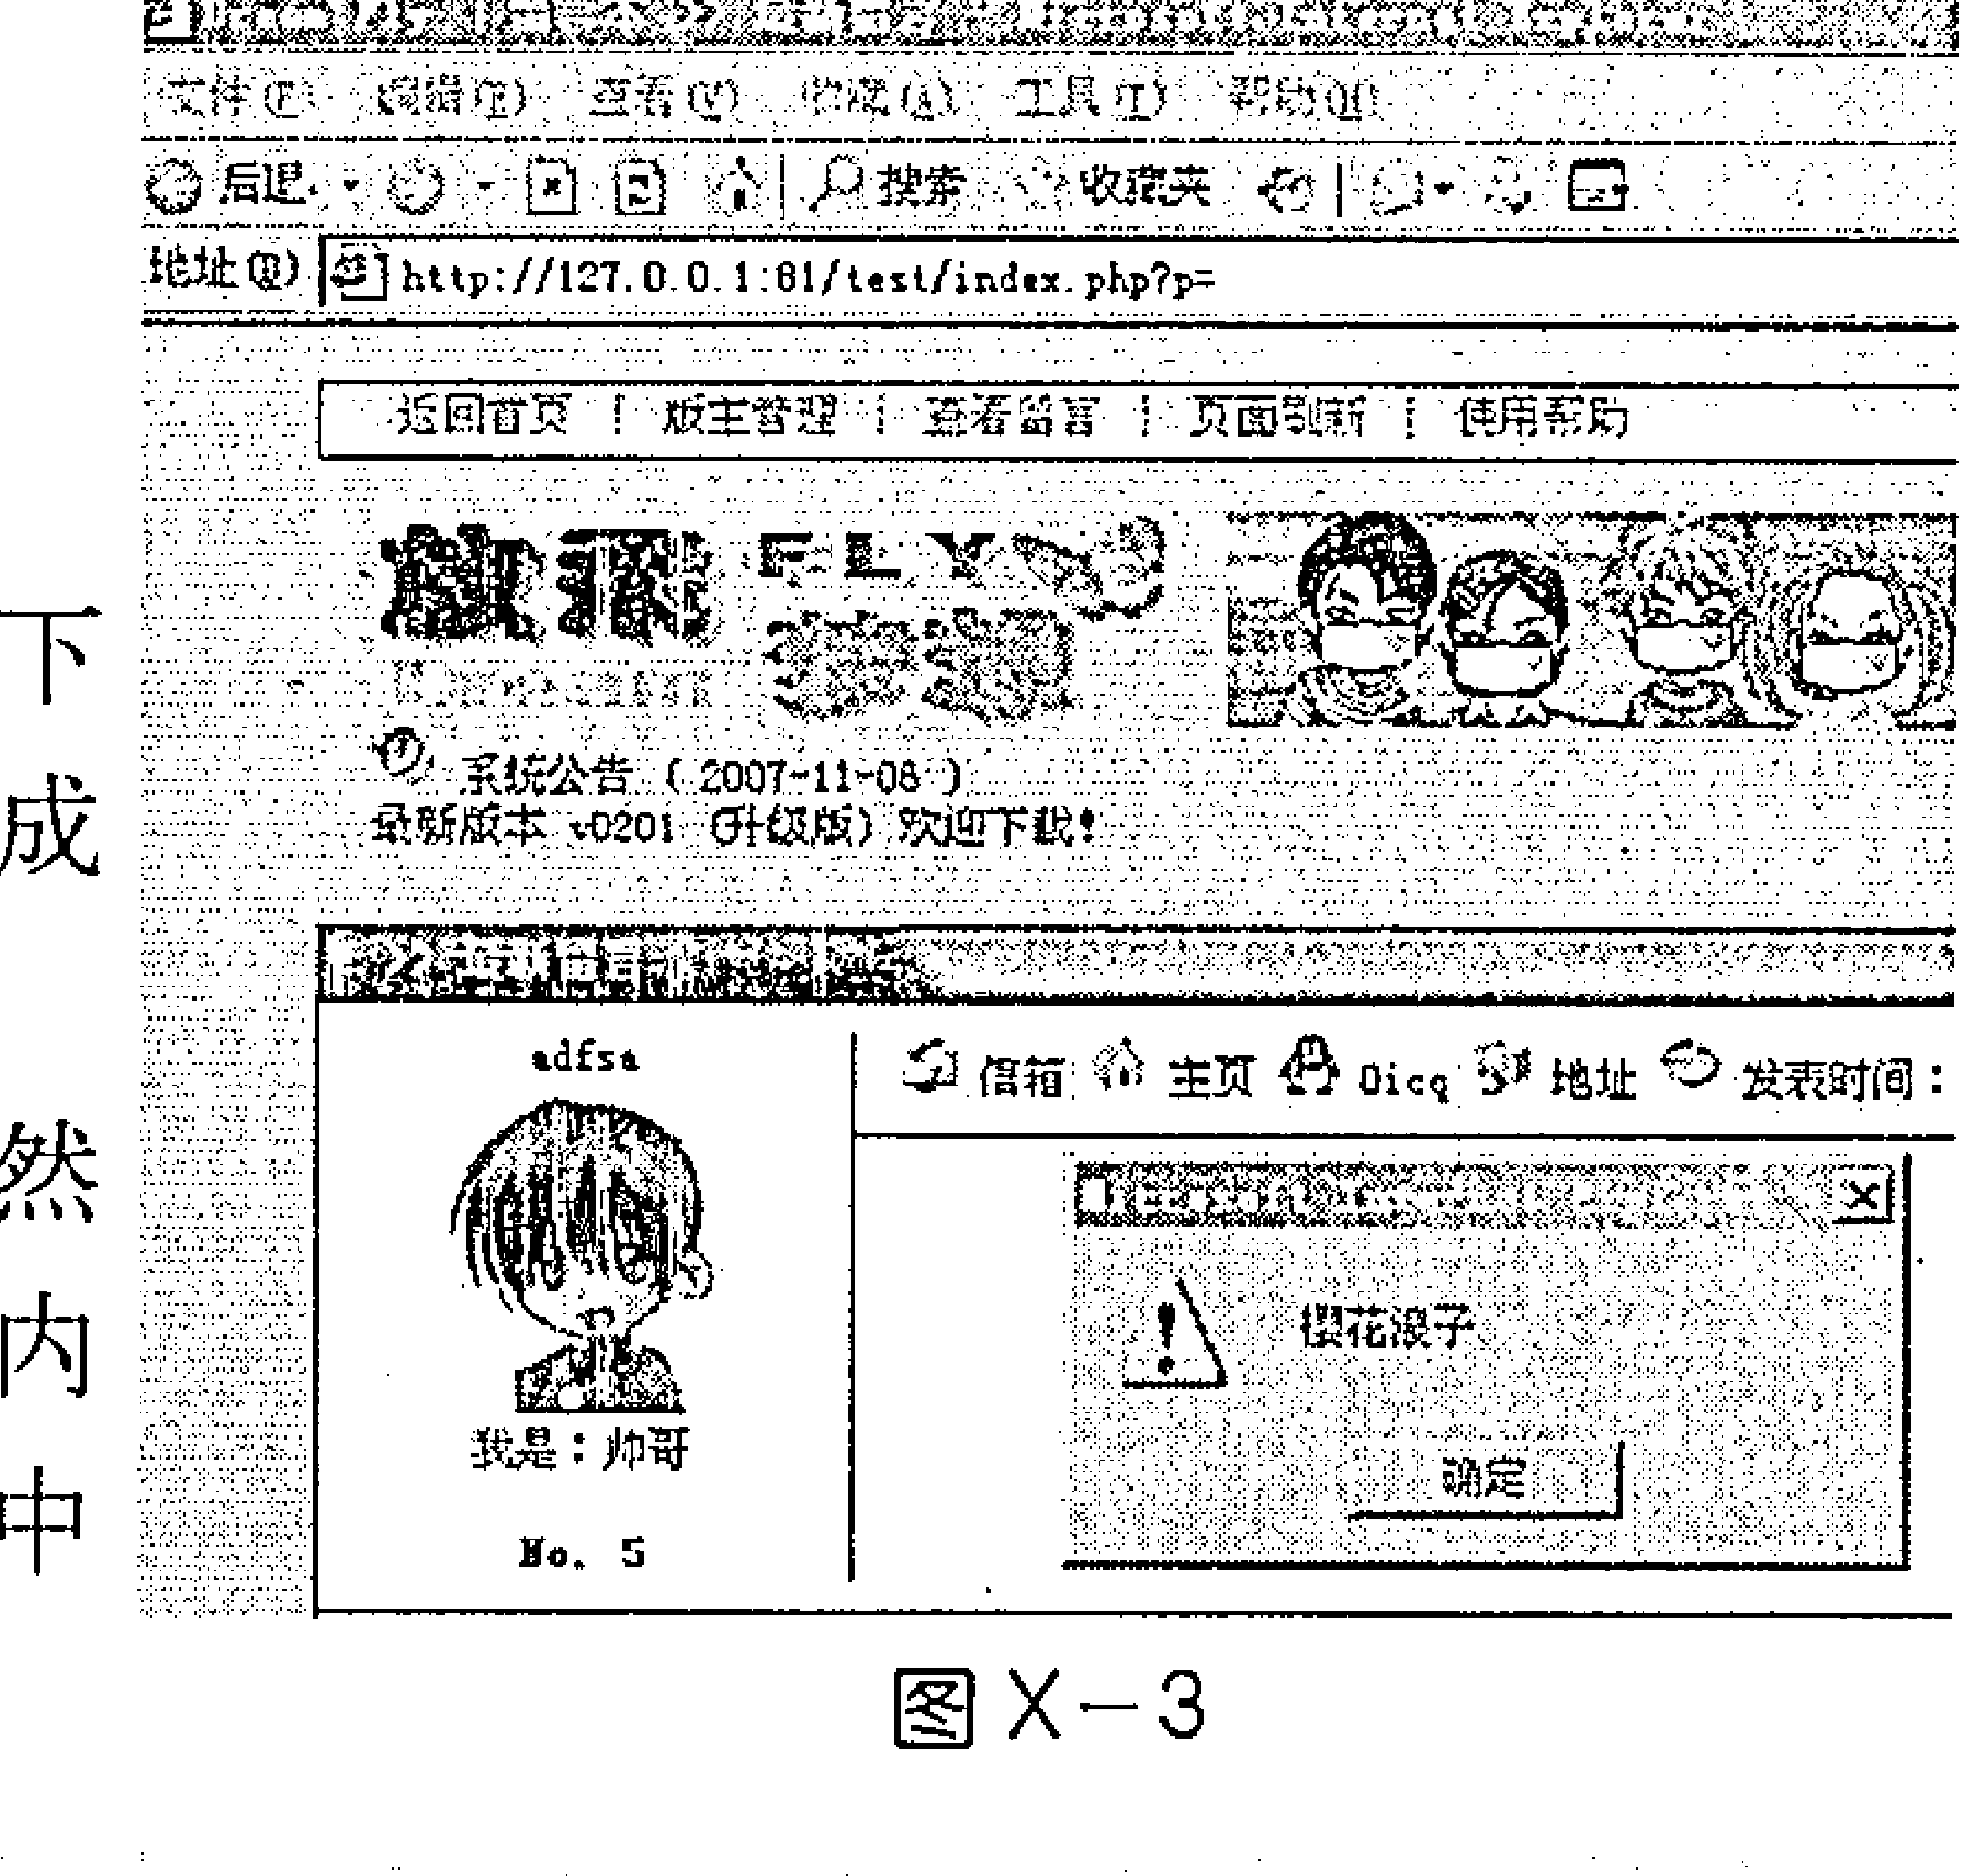 文件(F) 编辑(E) 查看(V) 收藏(A) 工具(T) 帮助(H)
后退 搜索 收藏夹
地址(D) http://127.0.0.1:81/test/index.php?p=
返回首页 | 版主管理 | 查看留言 | 页面刷新 | 使用帮助
FLY
系统公告 ( 2007-11-08 )
最新版本 v0201 (升级版) 欢迎下载!
adfsa
信箱 主页 Oicq 地址 发表时间:
樱花浪子
确定
我是:帅哥
No. 5
下
成
然
内
中
图 X-3